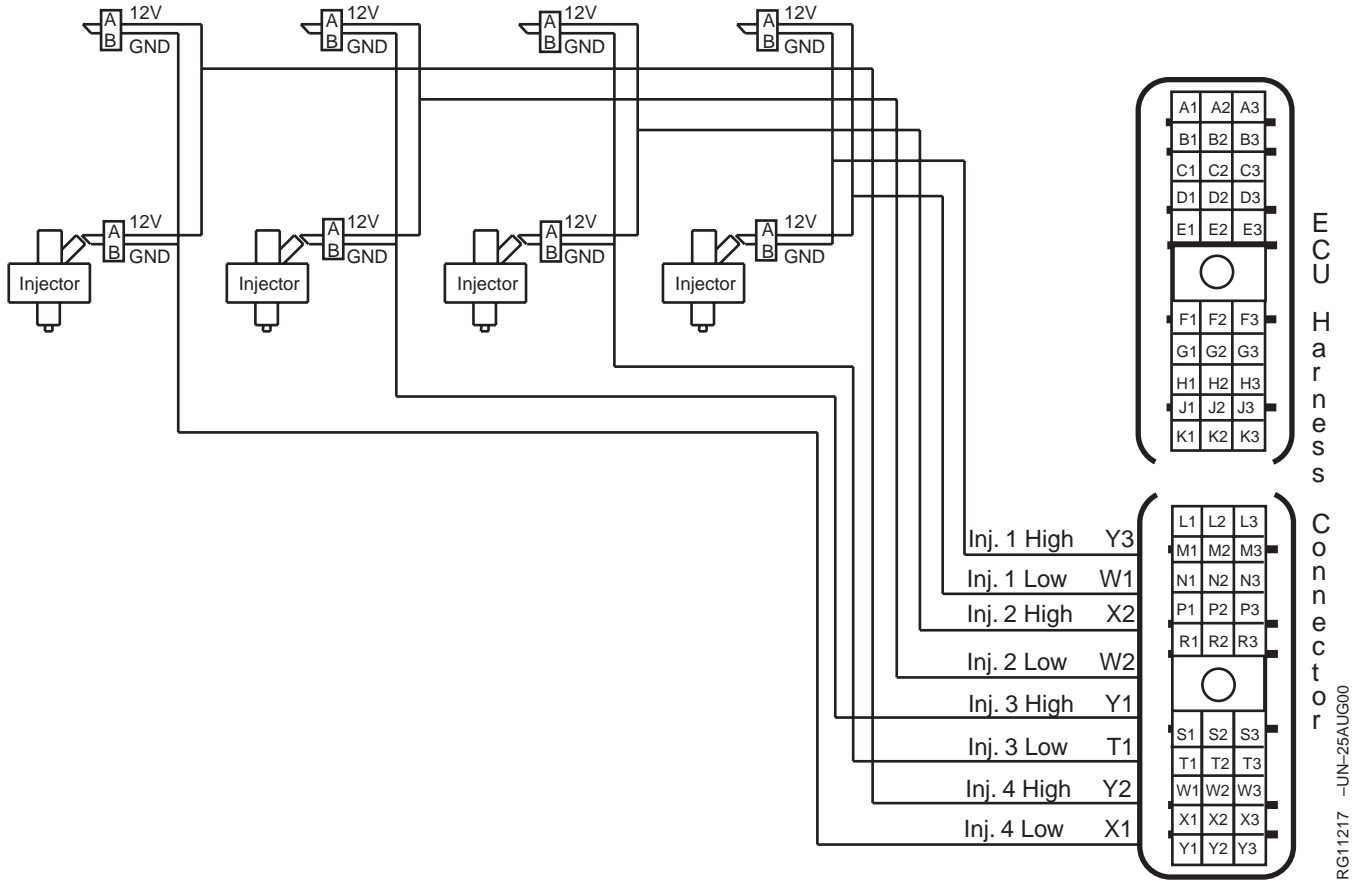 A 12V A 12V A 12V A 12V
B GND B GND B GND B GND
A 12V A 12V A 12V A 12V
B GND B GND B GND B GND
Injector Injector Injector Injector
A1 A2 A3
B1 B2 B3
C1 C2 C3
D1 D2 D3
E1 E2 E3
F1 F2 F3
G1 G2 G3
H1 H2 H3
J1 J2 J3
K1 K2 K3
ECU Harness Connector
Inj. 1 High Y3
Inj. 1 Low W1
Inj. 2 High X2
Inj. 2 Low W2
Inj. 3 High Y1
Inj. 3 Low T1
Inj. 4 High Y2
Inj. 4 Low X1
L1 L2 L3
M1 M2 M3
N1 N2 N3
P1 P2 P3
R1 R2 R3
S1 S2 S3
T1 T2 T3
W1 W2 W3
X1 X2 X3
Y1 Y2 Y3
RG11217 –UN–25AUG00